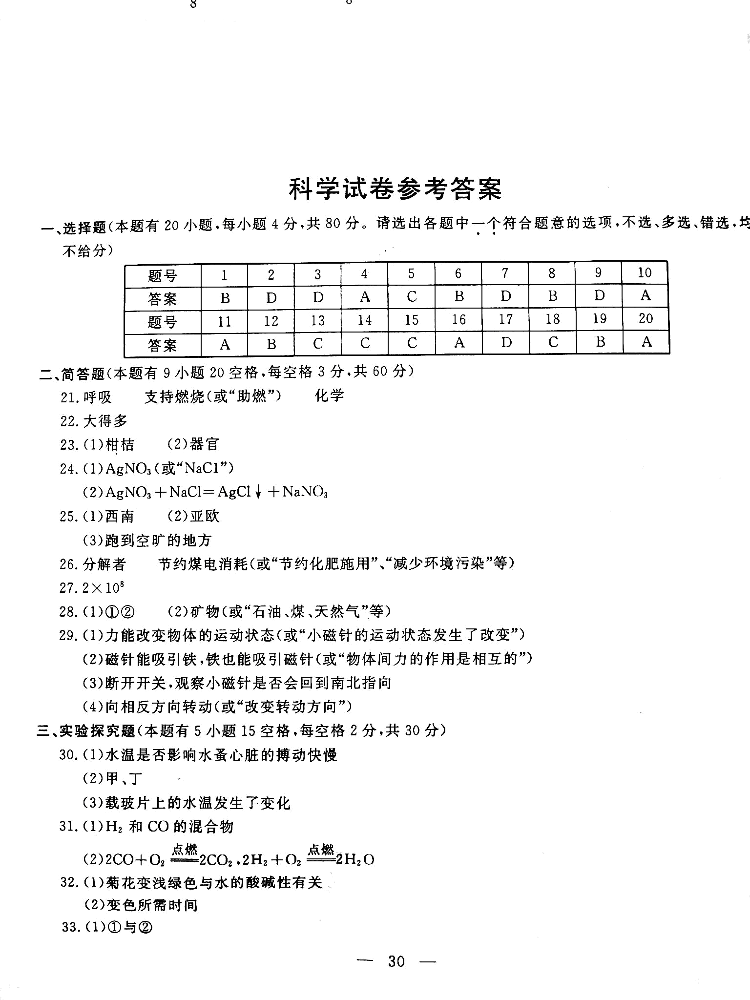 8 8
科学试卷参考答案
一、选择题(本题有 20 小题,每小题 4 分,共 80 分。请选出各题中一个符合题意的选项,不选、多选、错选,均
不给分)
题号 1 2 3 4 5 6 7 8 9 10
答案 B D D A C B D B D A
题号 11 12 13 14 15 16 17 18 19 20
答案 A B C C C A D C B A
二、简答题(本题有 9 小题 20 空格,每空格 3 分,共 60 分)
21. 呼吸 支持燃烧(或“助燃”) 化学
22. 大得多
23. (1)柑桔 (2)器官
24. (1)AgNO₃(或“NaCl”)
(2)AgNO₃+NaCl=AgCl↓+NaNO₃
25. (1)西南 (2)亚欧
(3)跑到空旷的地方
26. 分解者 节约煤电消耗(或“节约化肥施用”、“减少环境污染”等)
27. 2×10⁸
28. (1)①② (2)矿物(或“石油、煤、天然气”等)
29. (1)力能改变物体的运动状态(或“小磁针的运动状态发生了改变”)
(2)磁针能吸引铁,铁也能吸引磁针(或“物体间力的作用是相互的”)
(3)断开开关,观察小磁针是否会回到南北指向
(4)向相反方向转动(或“改变转动方向”)
三、实验探究题(本题有 5 小题 15 空格,每空格 2 分,共 30 分)
30. (1)水温是否影响水蚤心脏的搏动快慢
(2)甲、丁
(3)载玻片上的水温发生了变化
31. (1)H₂ 和 CO 的混合物
点燃 点燃
(2)2CO+O₂══2CO₂,2H₂+O₂══2H₂O
32. (1)菊花变浅绿色与水的酸碱性有关
(2)变色所需时间
33. (1)①与②
— 30 —